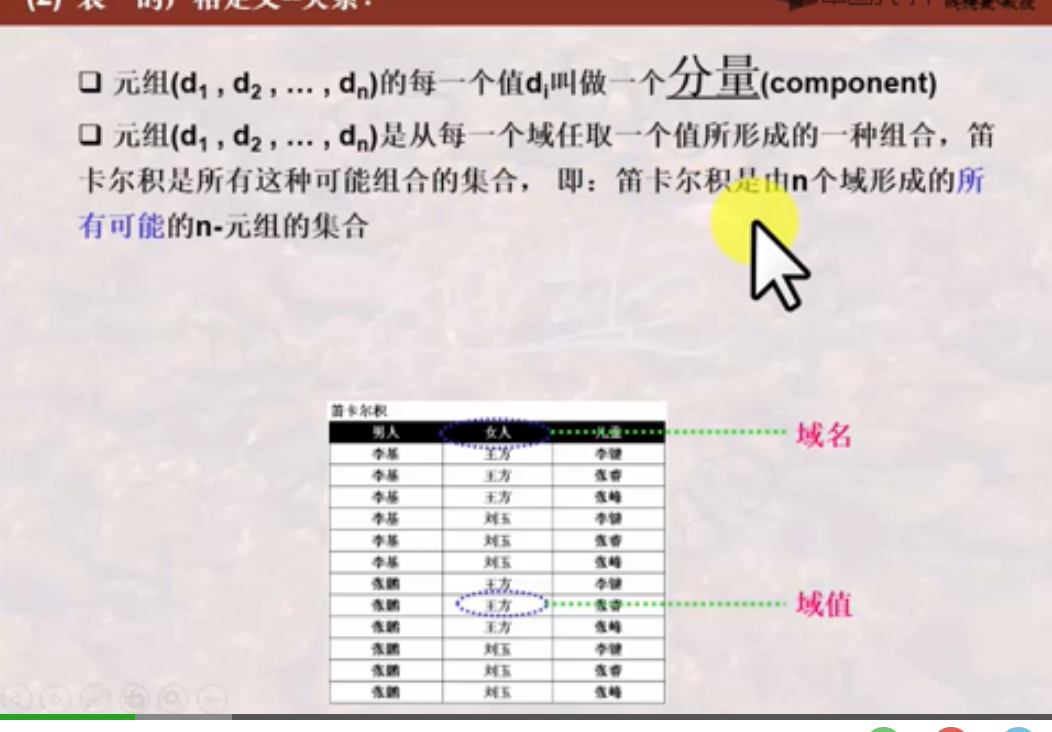 ❑ 元组(d1 , d2 , … , dn)的每一个值di叫做一个分量(component)
❑ 元组(d1 , d2 , … , dn)是从每一个域任取一个值所形成的一种组合，笛
卡尔积是所有这种可能组合的集合， 即：笛卡尔积是由n个域形成的所
有可能的n-元组的集合
笛卡尔积
男人 女人 儿童
域名
李基 王方 李键
李基 王方 张睿
李基 王方 张峰
李基 刘玉 李键
李基 刘玉 张睿
李基 刘玉 张峰
张鹏 王方 李键
张鹏 王方 张睿
域值
张鹏 王方 张峰
张鹏 刘玉 李键
张鹏 刘玉 张睿
张鹏 刘玉 张峰